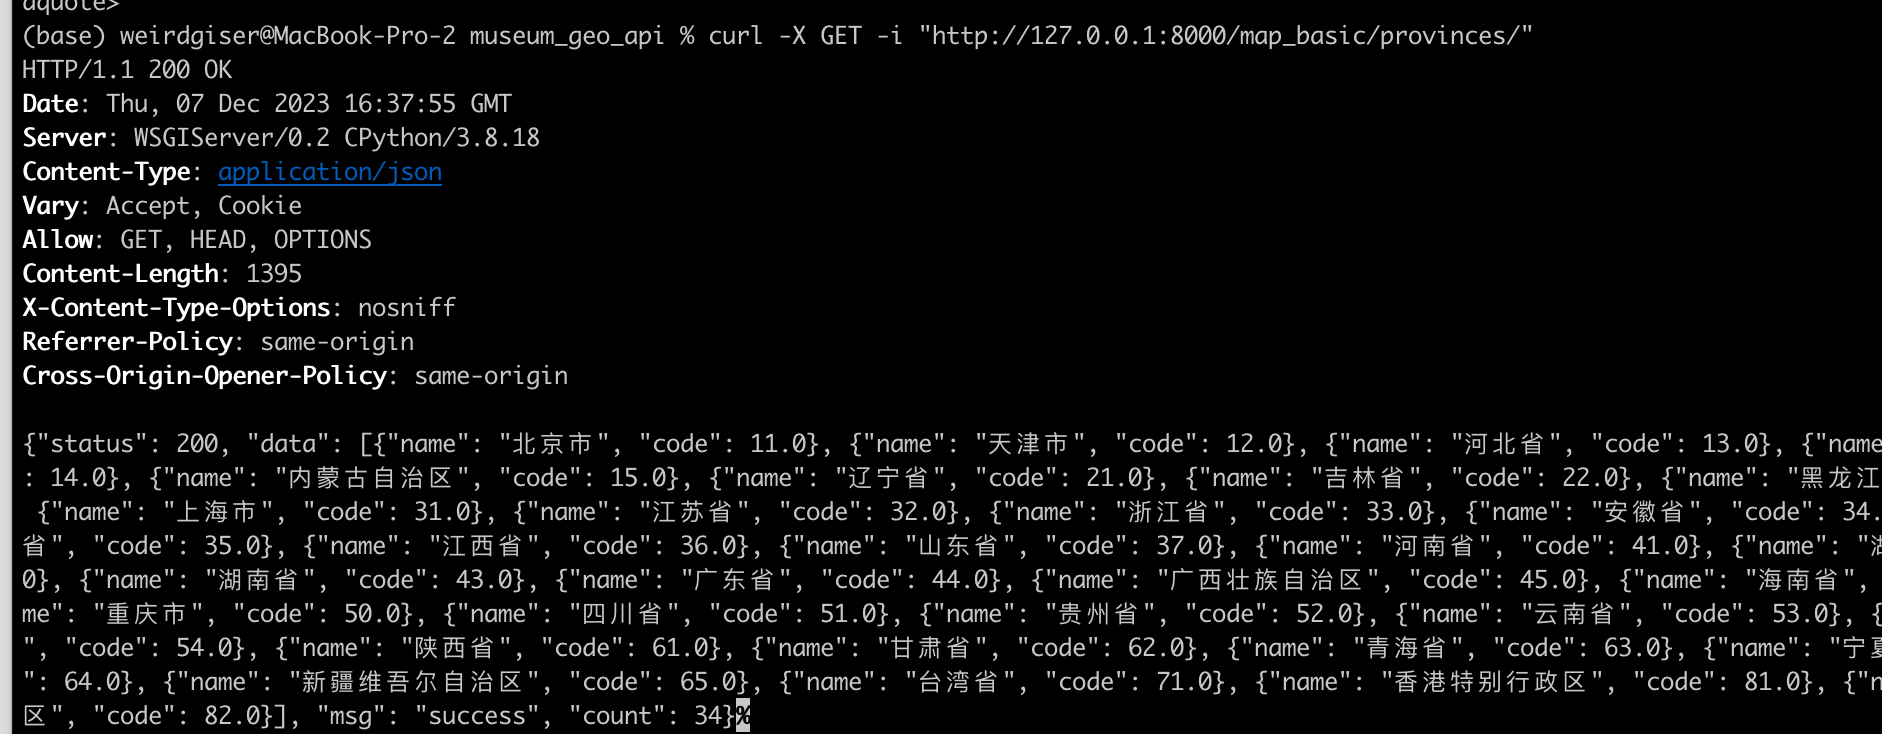 aquote>
(base) weirdgiser@MacBook-Pro-2 museum_geo_api % curl -X GET -i "http://127.0.0.1:8000/map_basic/provinces/"
HTTP/1.1 200 OK
Date: Thu, 07 Dec 2023 16:37:55 GMT
Server: WSGIServer/0.2 CPython/3.8.18
Content-Type: application/json
Vary: Accept, Cookie
Allow: GET, HEAD, OPTIONS
Content-Length: 1395
X-Content-Type-Options: nosniff
Referrer-Policy: same-origin
Cross-Origin-Opener-Policy: same-origin
{"status": 200, "data": [{"name": "北京市", "code": 11.0}, {"name": "天津市", "code": 12.0}, {"name": "河北省", "code": 13.0}, {"name
: 14.0}, {"name": "内蒙古自治区", "code": 15.0}, {"name": "辽宁省", "code": 21.0}, {"name": "吉林省", "code": 22.0}, {"name": "黑龙江
{"name": "上海市", "code": 31.0}, {"name": "江苏省", "code": 32.0}, {"name": "浙江省", "code": 33.0}, {"name": "安徽省", "code": 34.
省", "code": 35.0}, {"name": "江西省", "code": 36.0}, {"name": "山东省", "code": 37.0}, {"name": "河南省", "code": 41.0}, {"name": "
0}, {"name": "湖南省", "code": 43.0}, {"name": "广东省", "code": 44.0}, {"name": "广西壮族自治区", "code": 45.0}, {"name": "海南省",
me": "重庆市", "code": 50.0}, {"name": "四川省", "code": 51.0}, {"name": "贵州省", "code": 52.0}, {"name": "云南省", "code": 53.0}, {
", "code": 54.0}, {"name": "陕西省", "code": 61.0}, {"name": "甘肃省", "code": 62.0}, {"name": "青海省", "code": 63.0}, {"name": "宁夏
": 64.0}, {"name": "新疆维吾尔自治区", "code": 65.0}, {"name": "台湾省", "code": 71.0}, {"name": "香港特别行政区", "code": 81.0}, {"n
区", "code": 82.0}], "msg": "success", "count": 34}%